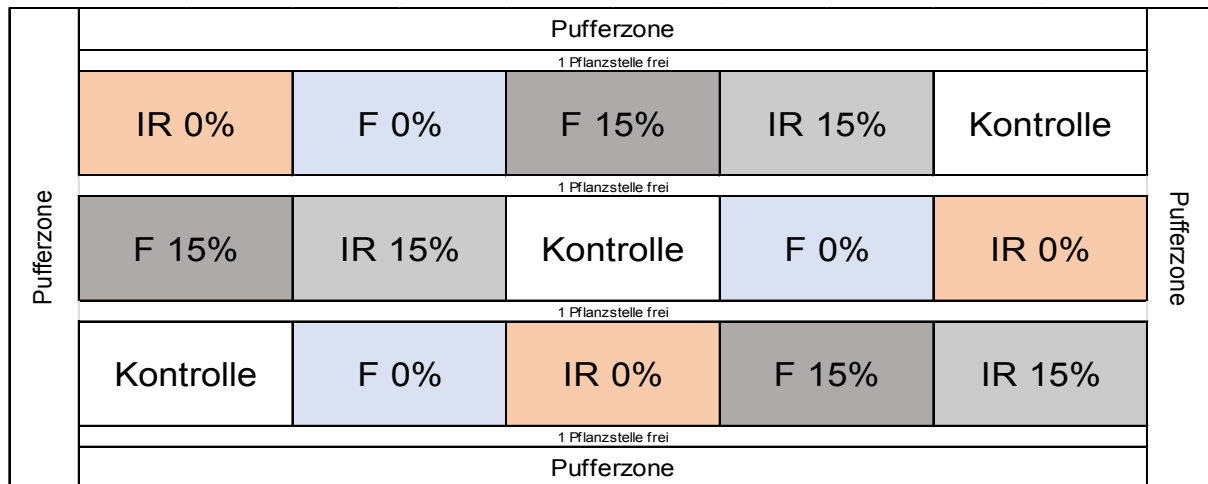 Pufferzone
1 Pflanzstelle frei
IR 0% F 0% F 15% IR 15% Kontrolle
1 Pflanzstelle frei
Pufferzone
F 15% IR 15% Kontrolle F 0% IR 0%
Pufferzone
1 Pflanzstelle frei
Kontrolle F 0% IR 0% F 15% IR 15%
1 Pflanzstelle frei
Pufferzone